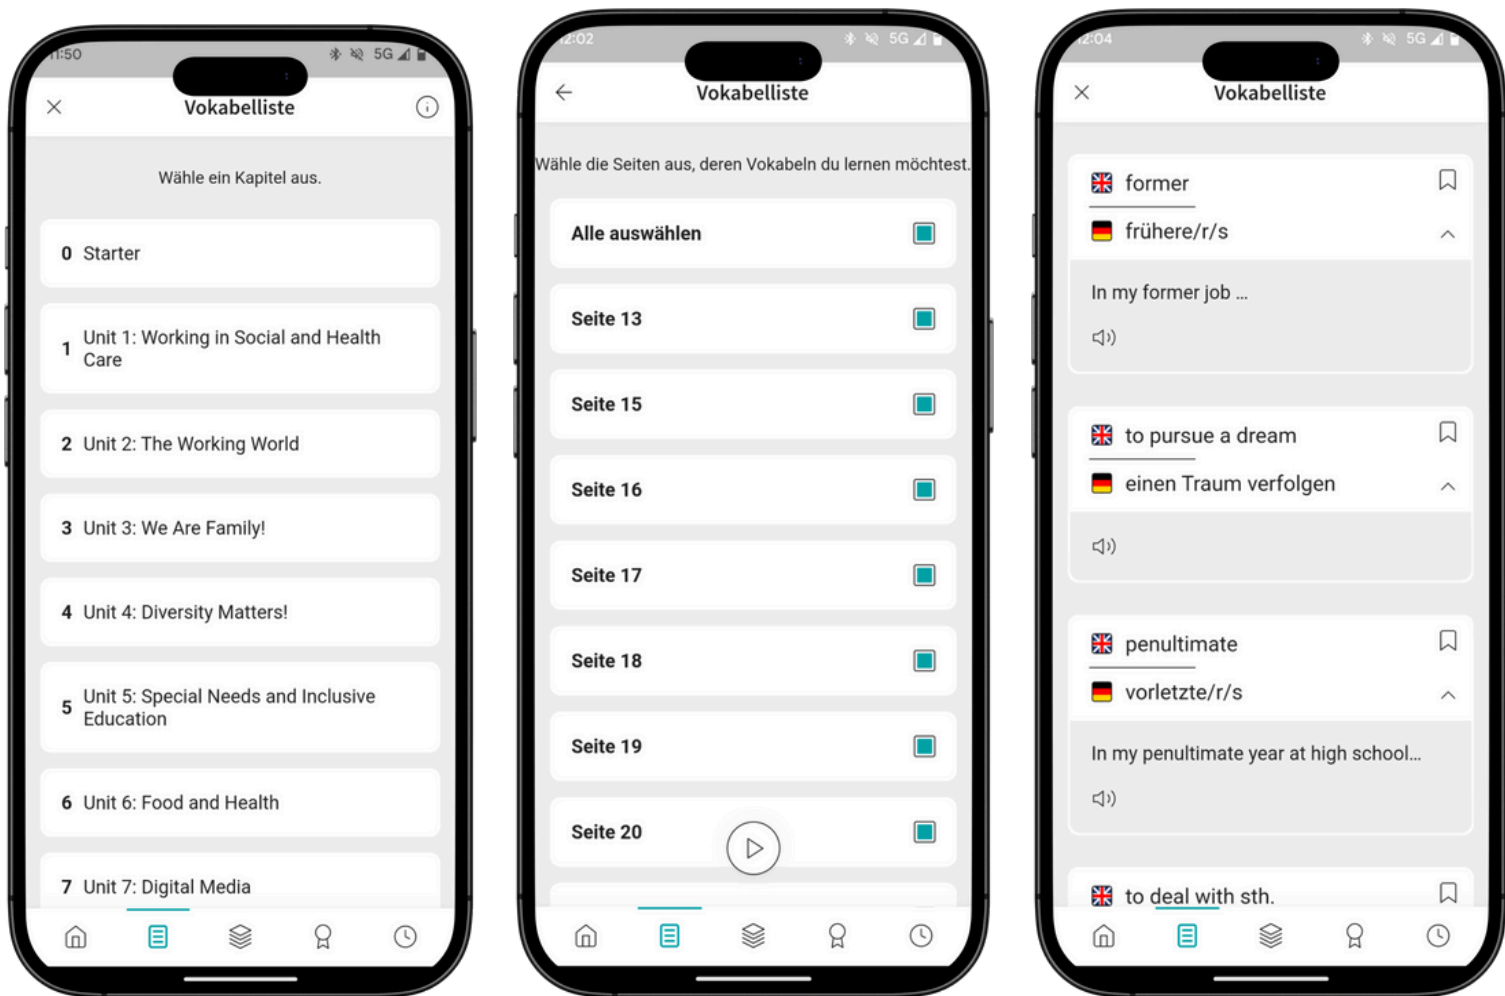 11:50
5G
Vokabelliste
Wähle ein Kapitel aus.
0 Starter
1 Unit 1: Working in Social and Health
Care
2 Unit 2: The Working World
3 Unit 3: We Are Family!
4 Unit 4: Diversity Matters!
5 Unit 5: Special Needs and Inclusive
Education
6 Unit 6: Food and Health
7 Unit 7: Digital Media
12:02
5G
Vokabelliste
Wähle die Seiten aus, deren Vokabeln du lernen möchtest.
Alle auswählen
Seite 13
Seite 15
Seite 16
Seite 17
Seite 18
Seite 19
Seite 20
12:04
5G
Vokabelliste
former
frühere/r/s
In my former job ...
to pursue a dream
einen Traum verfolgen
penultimate
vorletzte/r/s
In my penultimate year at high school...
to deal with sth.